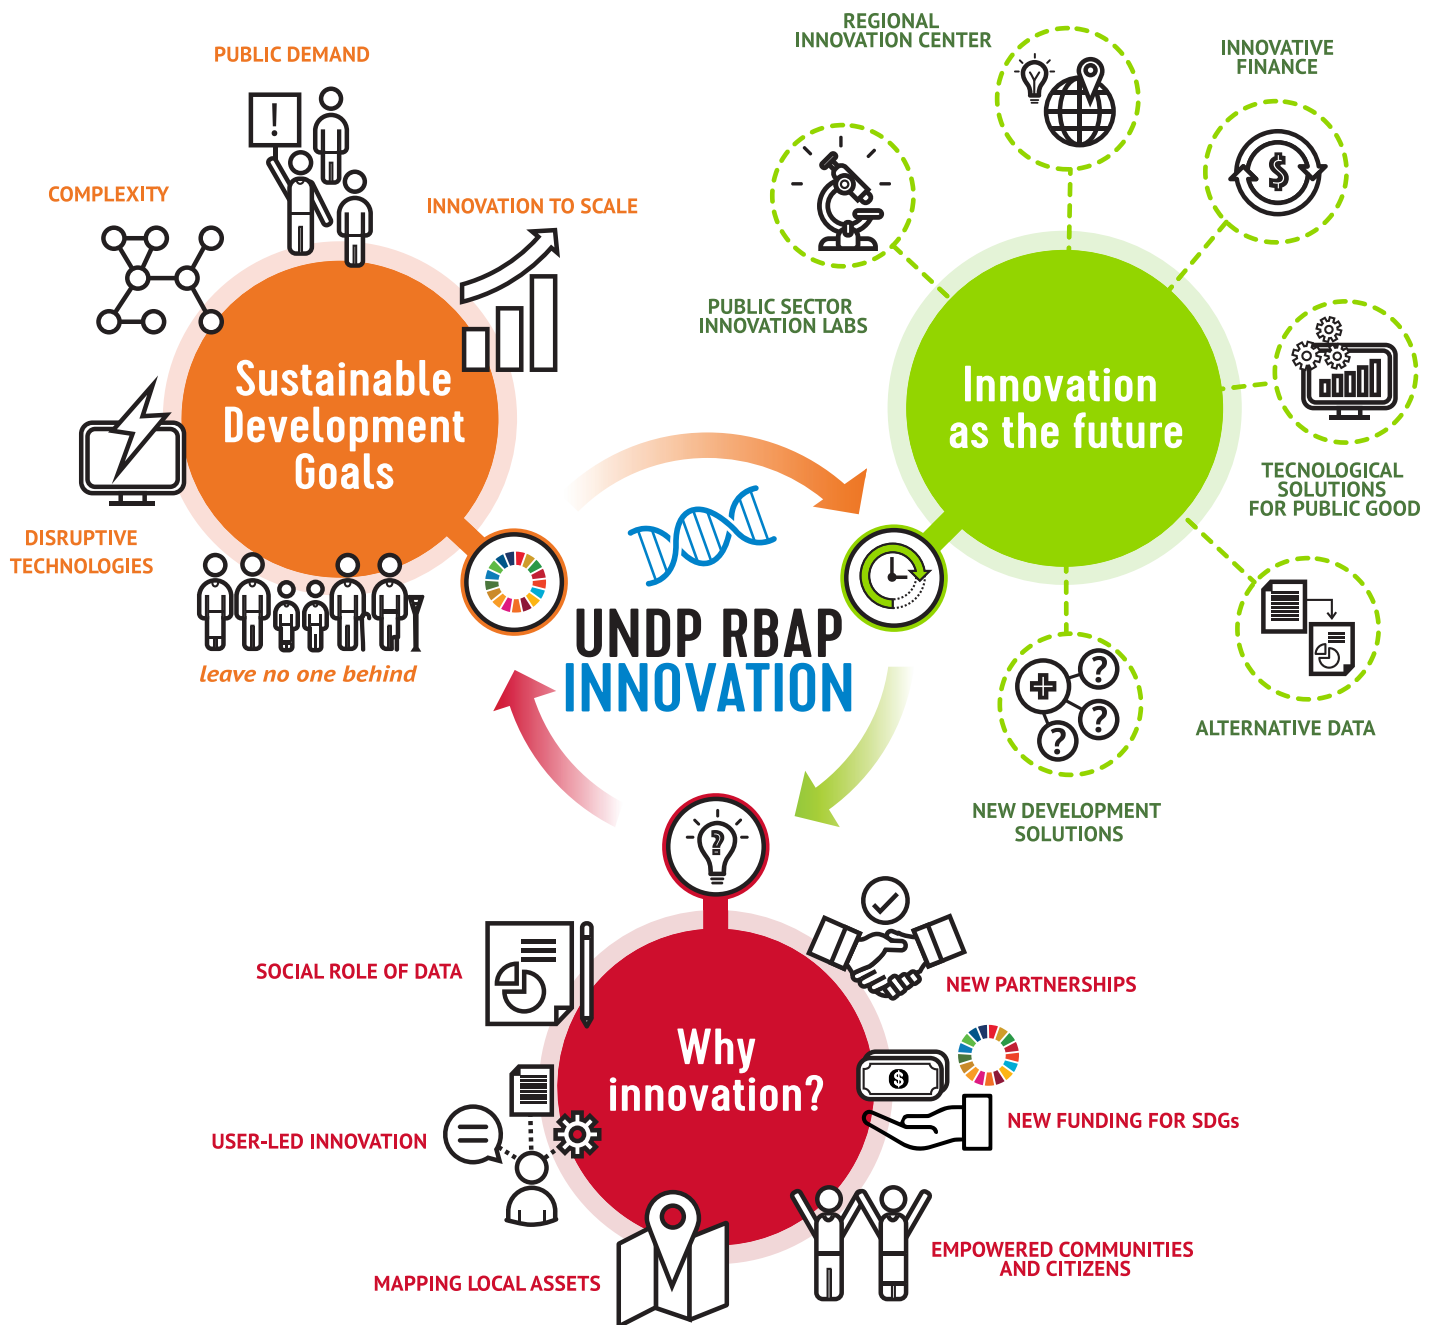 PUBLIC DEMAND
COMPLEXITY
!
INNOVATION TO SCALE
Sustainable
Development
Goals
DISRUPTIVE
TECHNOLOGIES
leave no one behind
REGIONAL
INNOVATION CENTER
INNOVATIVE
FINANCE
$
PUBLIC SECTOR
INNOVATION LABS
Innovation
as the future
TECNOLOGICAL
SOLUTIONS
FOR PUBLIC GOOD
ALTERNATIVE DATA
?
?
?
NEW DEVELOPMENT
SOLUTIONS
UNDP RBAP
INNOVATION
?
SOCIAL ROLE OF DATA
NEW PARTNERSHIPS
Why
innovation?
$
NEW FUNDING FOR SDGs
USER-LED INNOVATION
EMPOWERED COMMUNITIES
AND CITIZENS
MAPPING LOCAL ASSETS